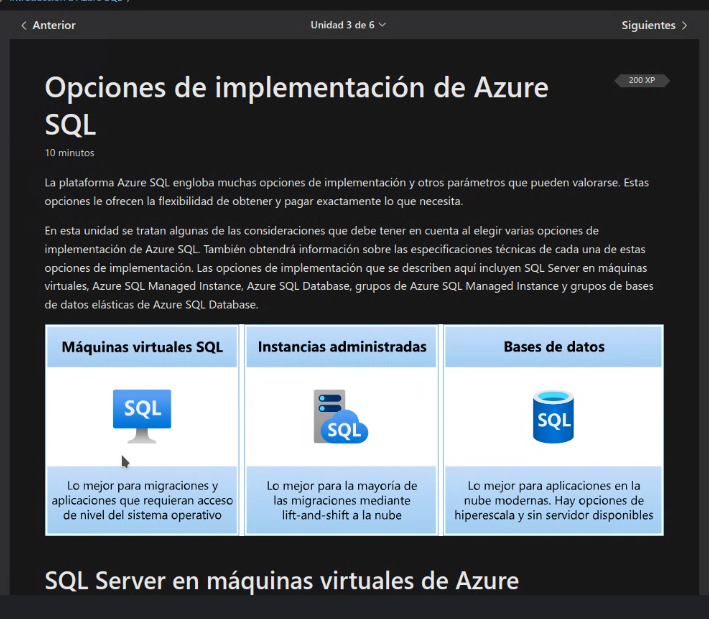 Anterior
Unidad 3 de 6
Siguientes
Opciones de implementación de Azure
SQL
200 XP
10 minutos
La plataforma Azure SQL engloba muchas opciones de implementación y otros parámetros que pueden valorarse. Estas
opciones le ofrecen la flexibilidad de obtener y pagar exactamente lo que necesita.
En esta unidad se tratan algunas de las consideraciones que debe tener en cuenta al elegir varias opciones de
implementación de Azure SQL. También obtendrá información sobre las especificaciones técnicas de cada una de estas
opciones de implementación. Las opciones de implementación que se describen aquí incluyen SQL Server en máquinas
virtuales, Azure SQL Managed Instance, Azure SQL Database, grupos de Azure SQL Managed Instance y grupos de bases
de datos elásticas de Azure SQL Database.
Máquinas virtuales SQL
SQL
Lo mejor para migraciones y
aplicaciones que requieran acceso
de nivel del sistema operativo
Instancias administradas
SQL
Lo mejor para la mayoría de
las migraciones mediante
lift-and-shift a la nube
Bases de datos
SQL
Lo mejor para aplicaciones en la
nube modernas. Hay opciones de
hiperescala y sin servidor disponibles
SQL Server en máquinas virtuales de Azure